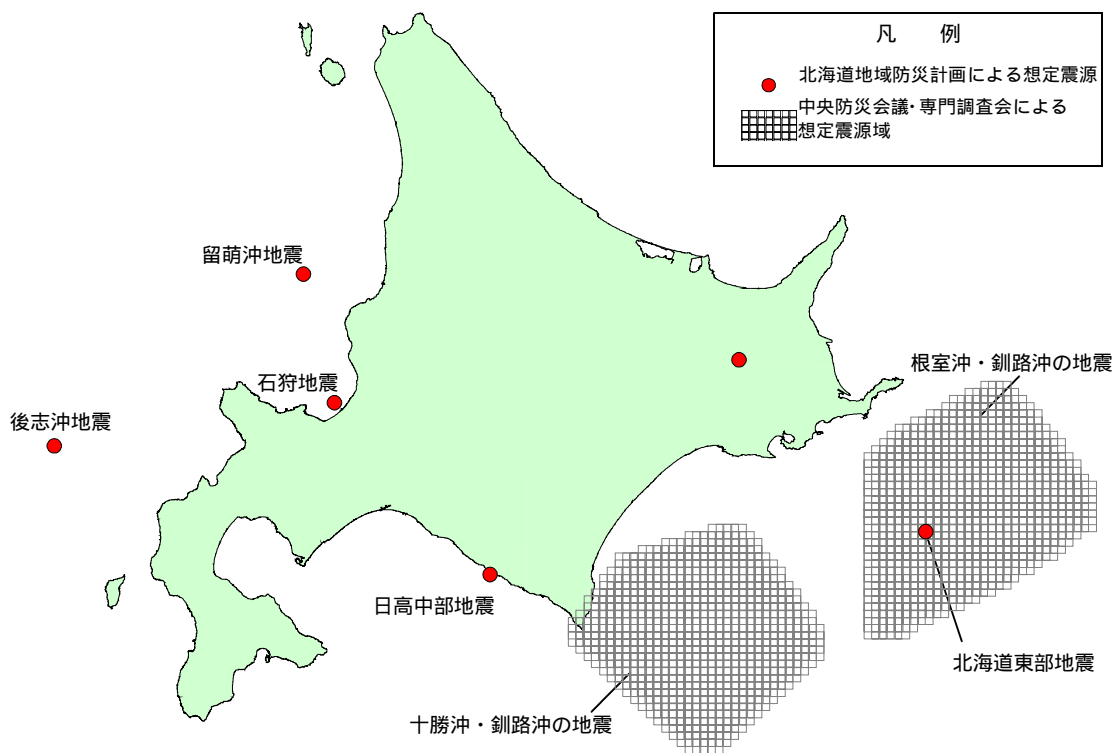 凡　例
北海道地域防災計画による想定震源
中央防災会議・専門調査会による
想定震源域
留萌沖地震
石狩地震
後志沖地震
根室沖・釧路沖の地震
日高中部地震
北海道東部地震
十勝沖・釧路沖の地震